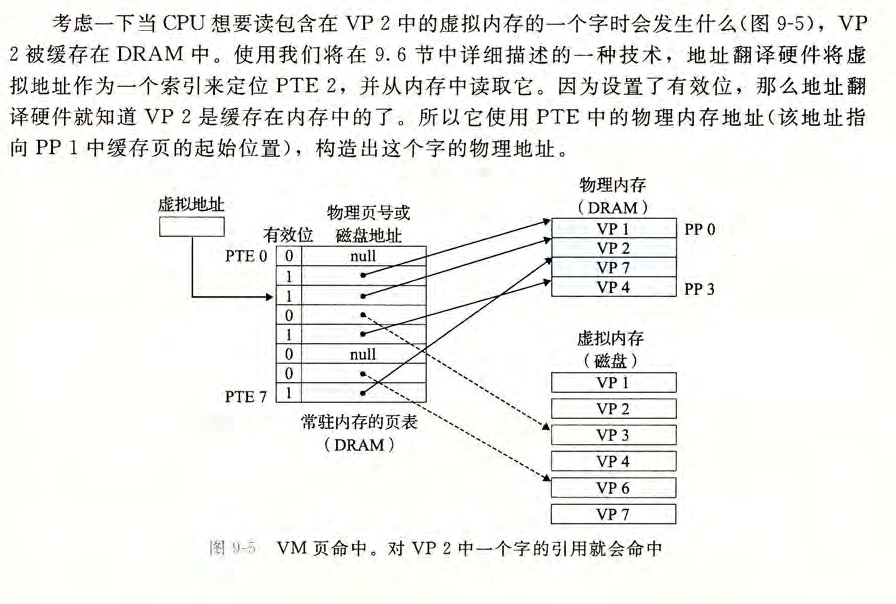 考虑一下当 CPU 想要读包含在 VP 2 中的虚拟内存的一个字时会发生什么(图 9-5),VP
2 被缓存在 DRAM 中。使用我们将在 9.6 节中详细描述的一种技术,地址翻译硬件将虚
拟地址作为一个索引来定位 PTE 2,并从内存中读取它。因为设置了有效位,那么地址翻
译硬件就知道 VP 2 是缓存在内存中的了。所以它使用 PTE 中的物理内存地址(该地址指
向 PP 1 中缓存页的起始位置),构造出这个字的物理地址。
虚拟地址
有效位
物理页号或
磁盘地址
PTE 0
0 null
1
1
0
1
0 null
0
PTE 7
1
常驻内存的页表
(DRAM)
物理内存
(DRAM)
VP 1 PP 0
VP 2
VP 7
VP 4 PP 3
虚拟内存
(磁盘)
VP 1
VP 2
VP 3
VP 4
VP 6
VP 7
图 9-5 VM 页命中。对 VP 2 中一个字的引用就会命中